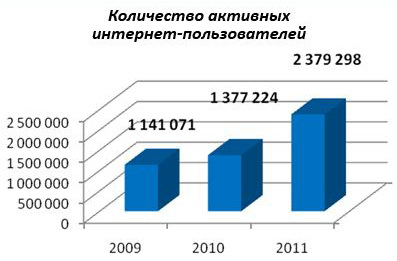 Количество активных
интернет-пользователей
2 379 298
1 377 224
1 141 071
2 500 000
2 000 000
1 500 000
1 000 000
500 000
0
2009 2010 2011